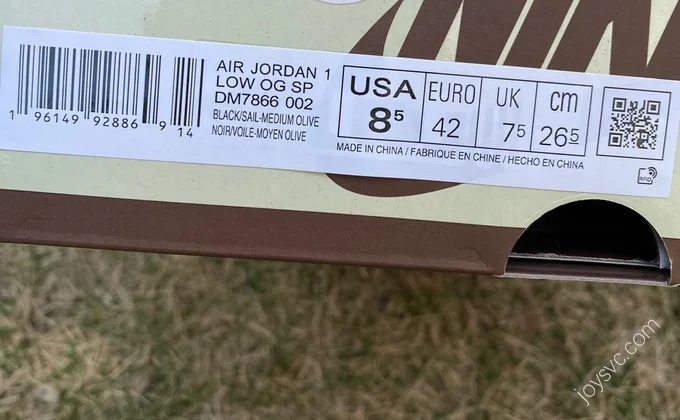 NIN
AIR JORDAN 1
LOW OG SP
DM7866 002
BLACK/SAIL-MEDIUM OLIVE
NOIR/VOILE-MOYEN OLIVE
1 96149 92886 9 14
USA EURO UK cm
8⁵ 42 7⁵ 26⁵
MADE IN CHINA / FABRIQUE EN CHINE / HECHO EN CHINA
RFID
joysvc.com